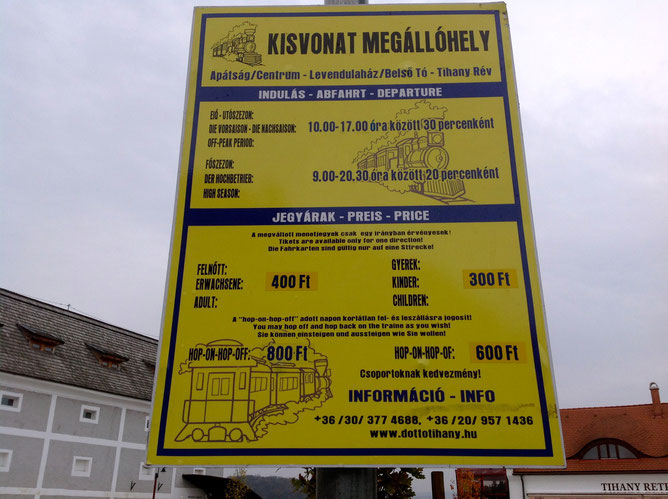 KISVONAT MEGÁLLÓHELY
Apátság/Centrum - Levendulaház/Belső Tó - Tihany Rév
INDULÁS - ABFAHRT - DEPARTURE
ELŐ - UTÓSZEZON:
DIE VORSAISON - DIE NACHSAISON: 10.00-17.00 óra között 30 percenként
OFF-PEAK PERIOD:
FŐSZEZON:
DER HOCHBETRIEB: 9.00-20.30 óra között 20 percenként
HIGH SEASON:
JEGYÁRAK - PREIS - PRICE
A megváltott menetjegyek csak egy irányban érvényesek!
Tikets are available only for one direction!
Die Fahrkarten sind gültig nur auf eine Sttrecke!
FELNŐTT:
ERWACHSENE: 400 Ft
ADULT:
GYEREK:
KINDER: 300 Ft
CHILDREN:
A "hop-on-hop-off" adott napon korlátlan fel- és leszállásra jogosít!
You may hop off and hop back on the traine as you wish!
Sie können einsteigen und aussteigen wie Sie wollen!
HOP-ON-HOP-OFF: 800 Ft HOP-ON-HOP-OF: 600 Ft
Csoportoknak kedvezmény!
INFORMÁCIÓ - INFO
+36 /30/ 377 4688, +36 /20/ 957 1436
www.dottotihany.hu
TIHANY RÉTI